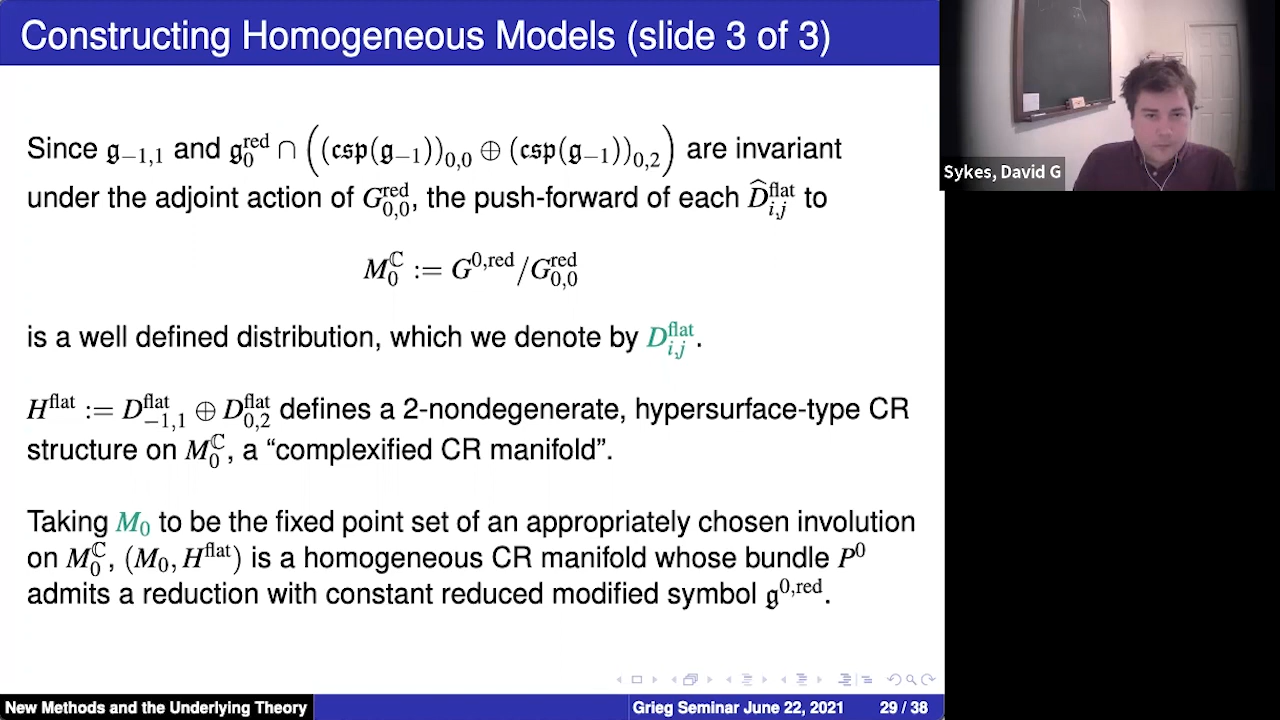 Constructing Homogeneous Models (slide 3 of 3)
Since 𝔤₋₁,₁ and 𝔤₀^red ∩ ((𝔠𝔰𝔭(𝔤₋₁))₀,₀ ⊕ (𝔠𝔰𝔭(𝔤₋₁))₀,₂) are invariant
under the adjoint action of G₀,₀^red, the push-forward of each D̂_{i,j}^flat to
M₀^ℂ := G^{0,red}/G₀,₀^red
is a well defined distribution, which we denote by D_{i,j}^flat.
H^flat := D₋₁,₁^flat ⊕ D₀,₂^flat defines a 2-nondegenerate, hypersurface-type CR
structure on M₀^ℂ, a “complexified CR manifold”.
Taking M₀ to be the fixed point set of an appropriately chosen involution
on M₀^ℂ, (M₀, H^flat) is a homogeneous CR manifold whose bundle P⁰
admits a reduction with constant reduced modified symbol 𝔤^{0,red}.
New Methods and the Underlying Theory
Grieg Seminar June 22, 2021
29 / 38
Sykes, David G